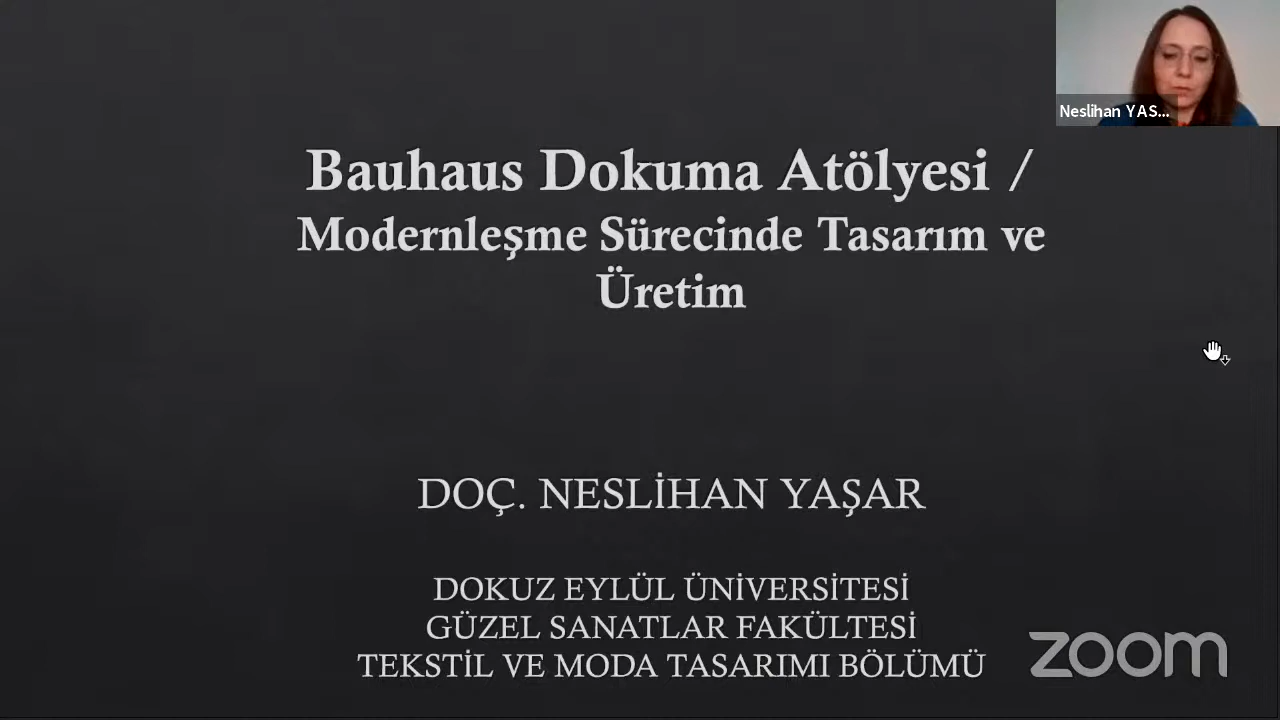 Neslihan YAS...
Bauhaus Dokuma Atölyesi /
Modernleşme Sürecinde Tasarım ve
Üretim
DOÇ. NESLİHAN YAŞAR
DOKUZ EYLÜL ÜNİVERSİTESİ
GÜZEL SANATLAR FAKÜLTESİ
TEKSTİL VE MODA TASARIMI BÖLÜMÜ
zoom